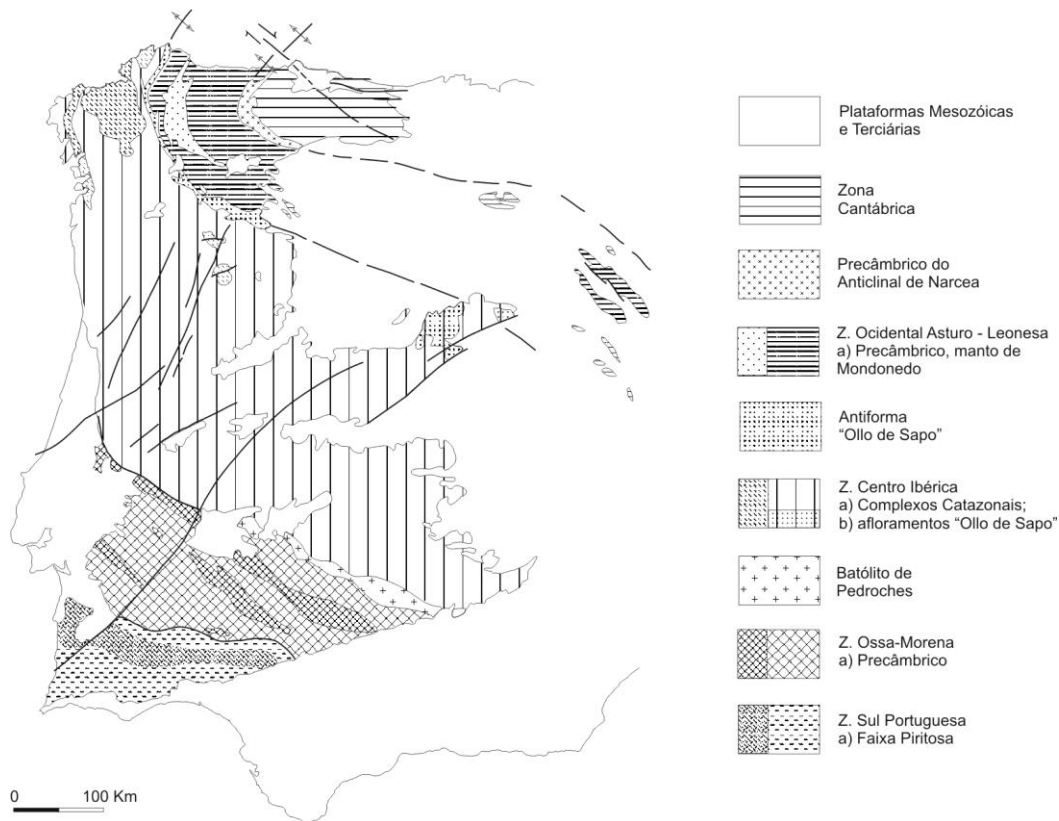 Plataformas Mesozóicas
e Terciárias
Zona
Cantábrica
Precâmbrico do
Anticlinal de Narcea
Z. Ocidental Asturo - Leonesa
a) Precâmbrico, manto de
Mondonedo
Antiforma
“Ollo de Sapo”
Z. Centro Ibérica
a) Complexos Catazonais;
b) afloramentos “Ollo de Sapo”
Batólito de
Pedroches
Z. Ossa-Morena
a) Precâmbrico
Z. Sul Portuguesa
a) Faixa Piritosa
0 100 Km